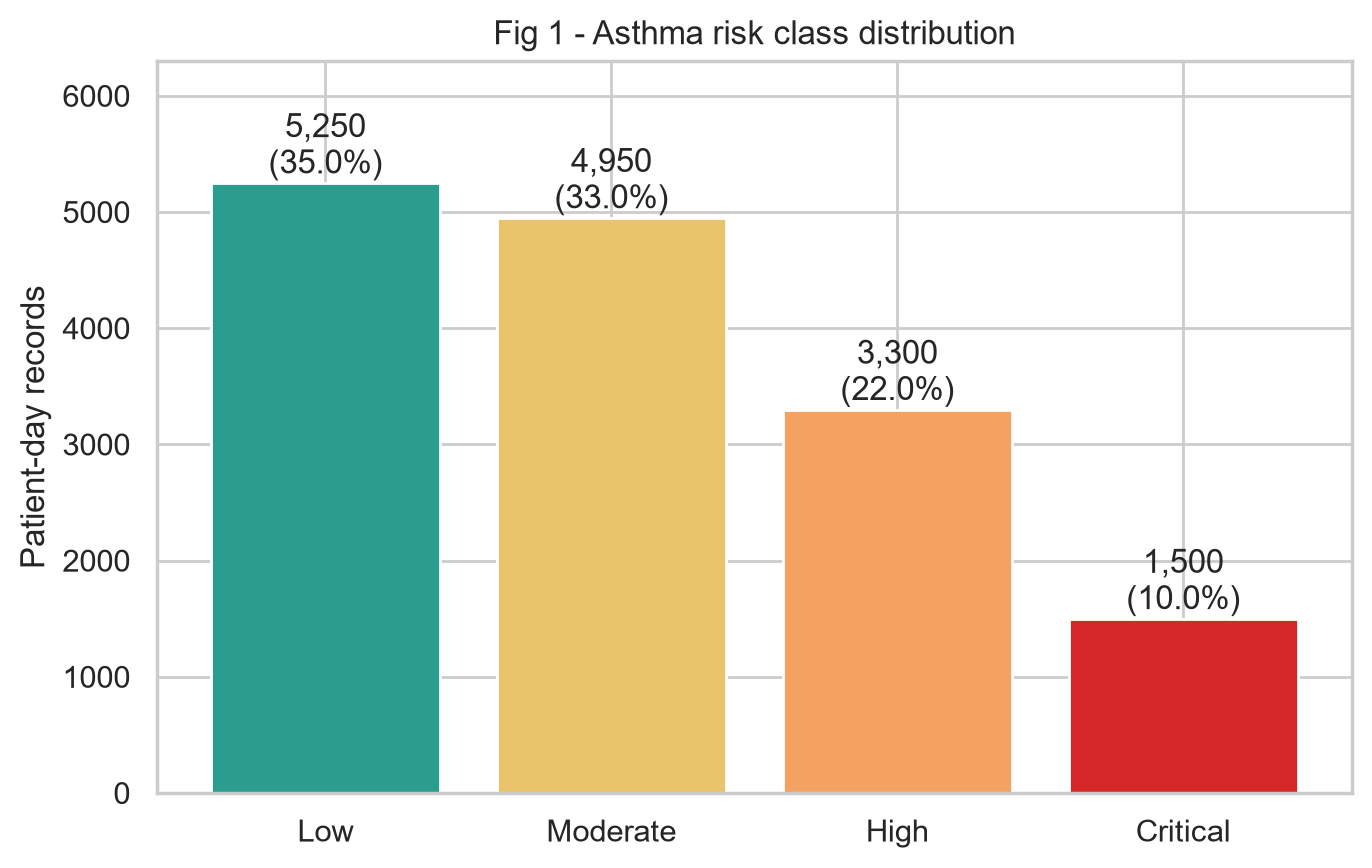 Fig 1 - Asthma risk class distribution
Patient-day records
6000
5000
4000
3000
2000
1000
0
5,250
(35.0%)
4,950
(33.0%)
3,300
(22.0%)
1,500
(10.0%)
Low
Moderate
High
Critical